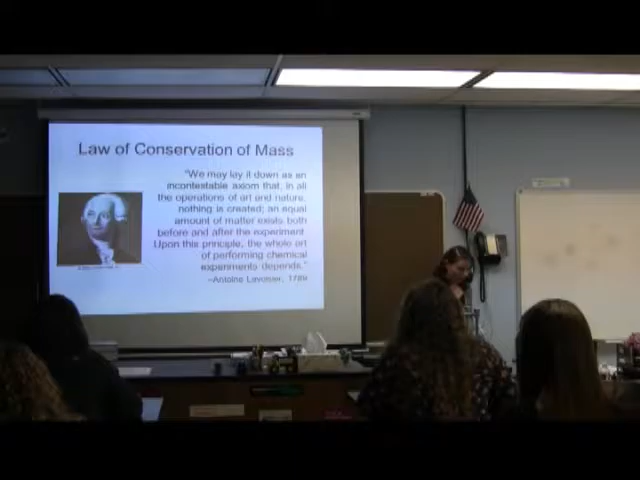 Law of Conservation of Mass
"We may lay it down as an
incontestable axiom that, in all
the operations of art and nature,
nothing is created; an equal
amount of matter exists both
before and after the experiment.
Upon this principle, the whole art
of performing chemical
experiments depends."
--Antoine Lavoisier, 1789